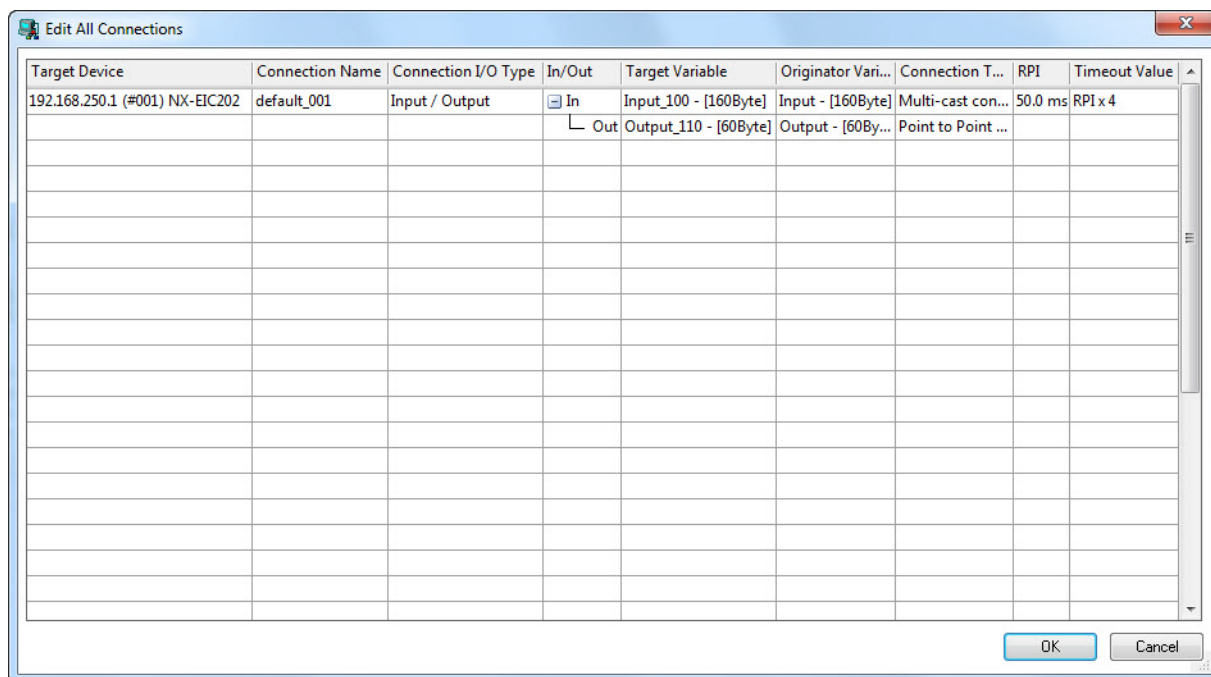 Edit All Connections
Target Device Connection Name Connection I/O Type In/Out Target Variable Originator Vari... Connection T... RPI Timeout Value
192.168.250.1 (#001) NX-EIC202 default_001 Input / Output In Input_100 - [160Byte] Input - [160Byte] Multi-cast con... 50.0 ms RPI x 4
Out Output_110 - [60Byte] Output - [60By... Point to Point ...
OK Cancel